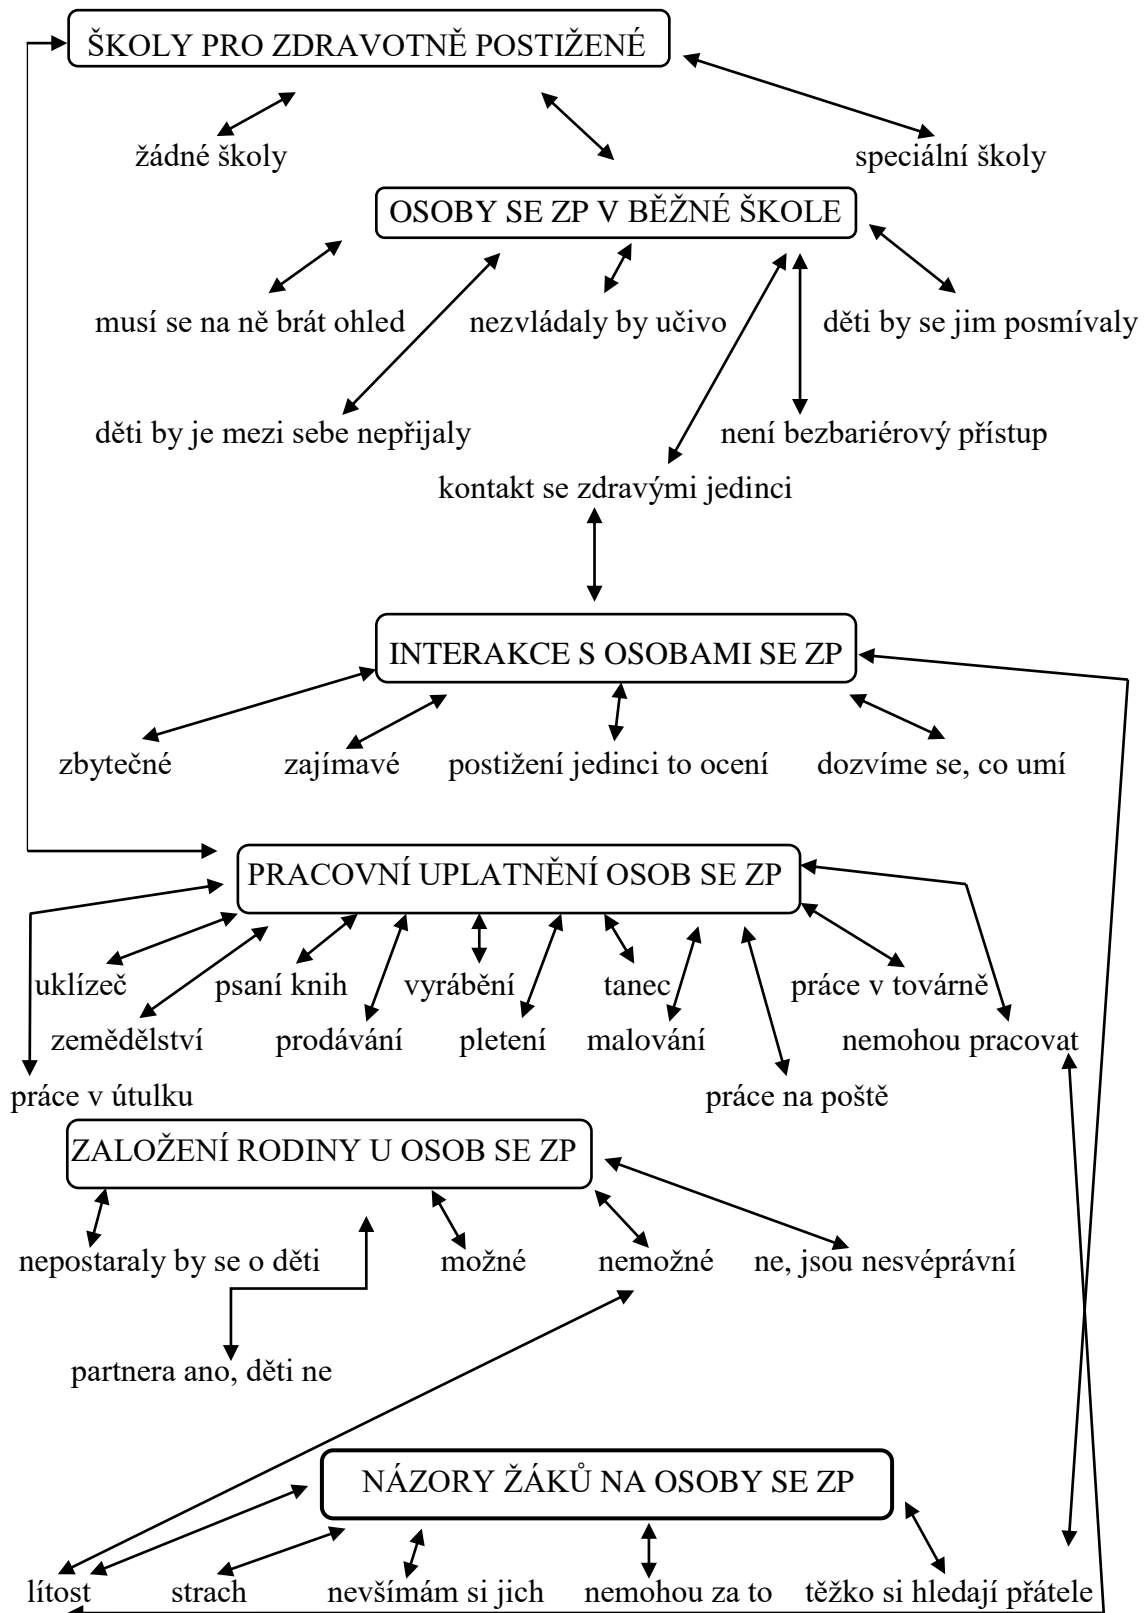 ŠKOLY PRO ZDRAVOTNĚ POSTIŽENÉ
žádné školy
speciální školy
OSOBY SE ZP V BĚŽNÉ ŠKOLE
musí se na ně brát ohled
nezvládaly by učivo
děti by se jim posmívaly
děti by je mezi sebe nepřijaly
není bezbariérový přístup
kontakt se zdravými jedinci
INTERAKCE S OSOBAMI SE ZP
zbytečné
zajímavé
postižení jedinci to ocení
dozvíme se, co umí
PRACOVNÍ UPLATNĚNÍ OSOB SE ZP
uklízeč
psaní knih
vyrábění
tanec
práce v továrně
zemědělství
prodávání
pletení
malování
nemohou pracovat
práce v útulku
práce na poště
ZALOŽENÍ RODINY U OSOB SE ZP
nepostaraly by se o děti
možné
nemožné
ne, jsou nesvéprávní
partnera ano, děti ne
NÁZORY ŽÁKŮ NA OSOBY SE ZP
lítost
strach
nevšímám si jich
nemohou za to
těžko si hledají přátele